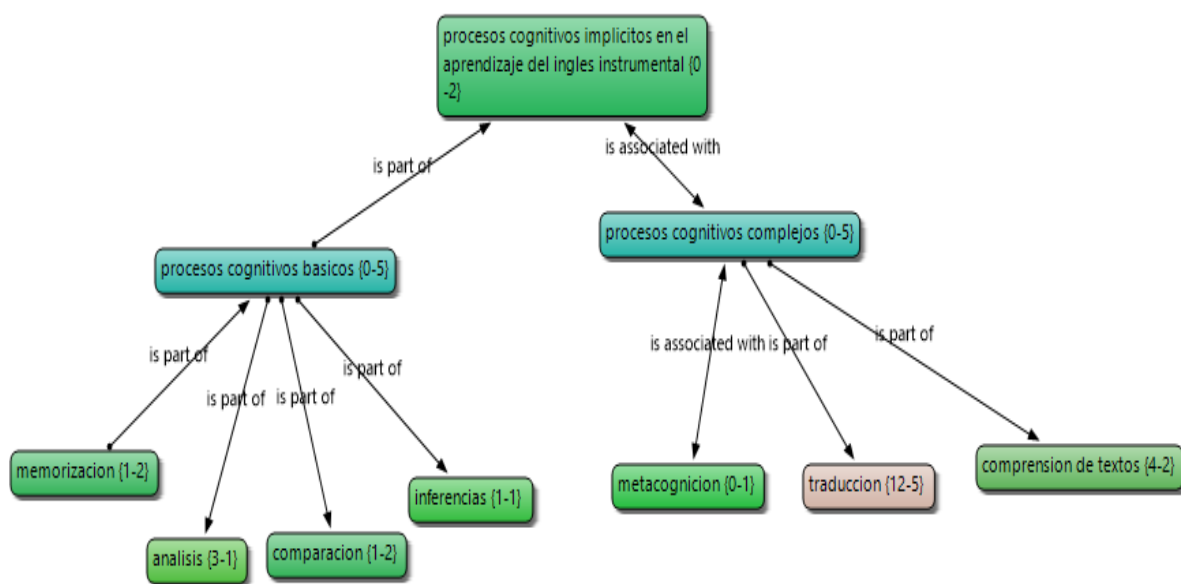 procesos cognitivos implicitos en el
aprendizaje del ingles instrumental {0
-2}
is part of
is associated with
procesos cognitivos complejos {0-5}
procesos cognitivos basicos {0-5}
is part of
is part of
is part of
is part of
is associated with
is part of
is part of
memorizacion {1-2}
analisis {3-1}
comparacion {1-2}
inferencias {1-1}
metacognicion {0-1}
traduccion {12-5}
comprension de textos {4-2}